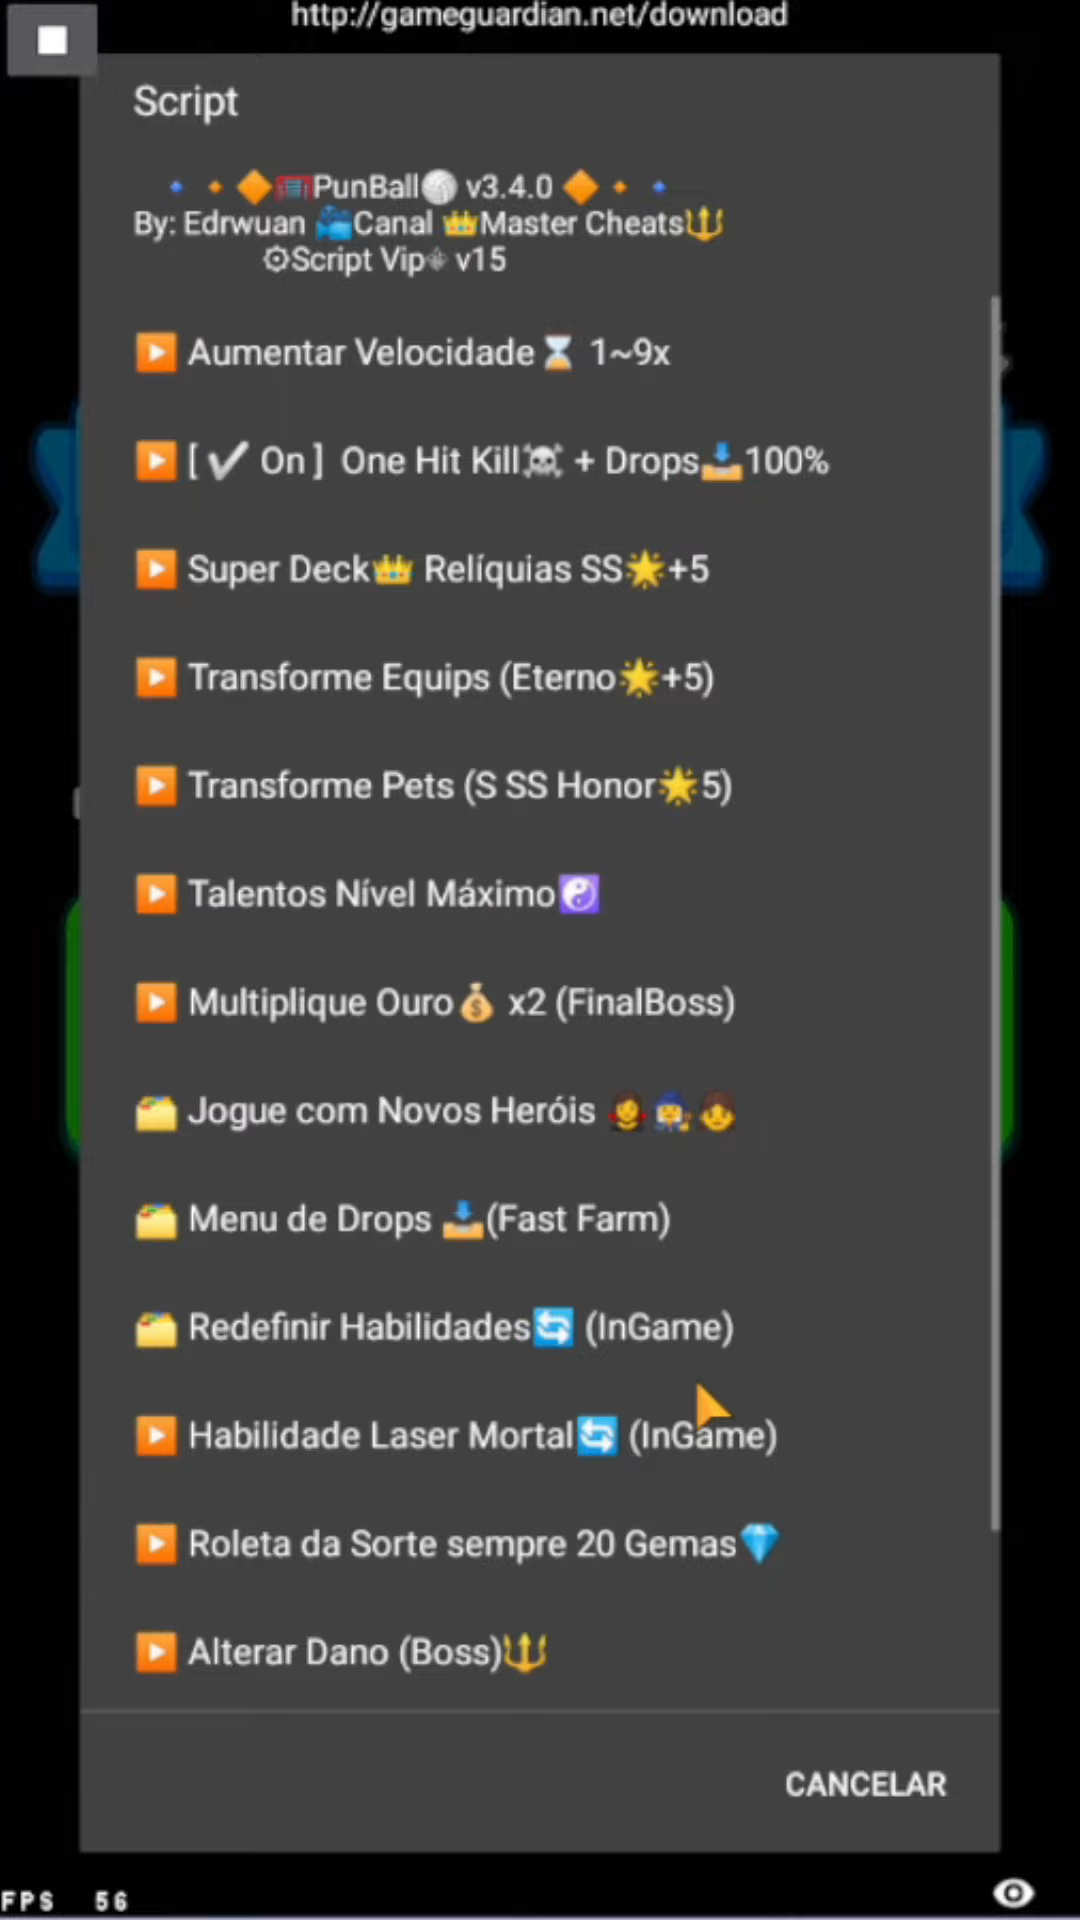 http://gameguardian.net/download
Script
🔹🔸🔶🥅PunBall🏐 v3.4.0 🔶🔸🔹
By: Edrwuan 🎽Canal 👑Master Cheats🔱
⚙Script Vip⚜ v15
▶️ Aumentar Velocidade⌛ 1~9x
▶️ [ ✔ On ] One Hit Kill☠ + Drops📥100%
▶️ Super Deck👑 Relíquias SS🌟+5
▶️ Transforme Equips (Eterno🌟+5)
▶️ Transforme Pets (S SS Honor🌟5)
▶️ Talentos Nível Máximo☯️
▶️ Multiplique Ouro💰 x2 (FinalBoss)
🗂️ Jogue com Novos Heróis 👩‍🎤🧙‍♀️👧
🗂️ Menu de Drops 📥(Fast Farm)
🗂️ Redefinir Habilidades🔄 (InGame)
▶️ Habilidade Laser Mortal🔄 (InGame)
▶️ Roleta da Sorte sempre 20 Gemas💎
▶️ Alterar Dano (Boss)🔱
CANCELAR
FPS 56